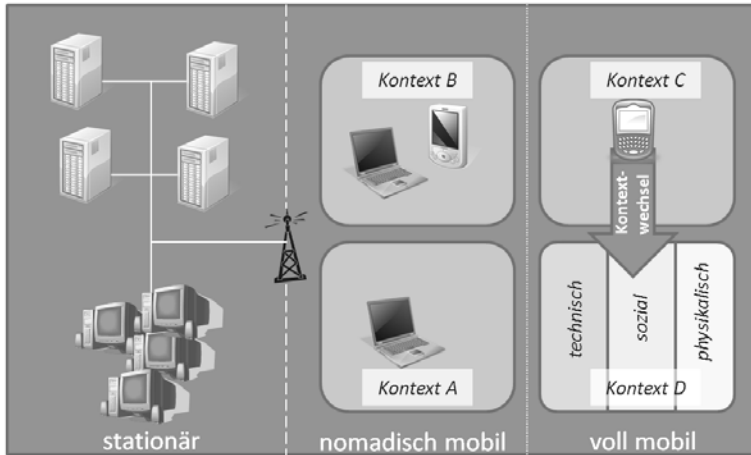 Kontext B
Kontext C
Kontext-
wechsel
technisch
sozial
physikalisch
Kontext A
Kontext D
stationär
nomadisch mobil
voll mobil